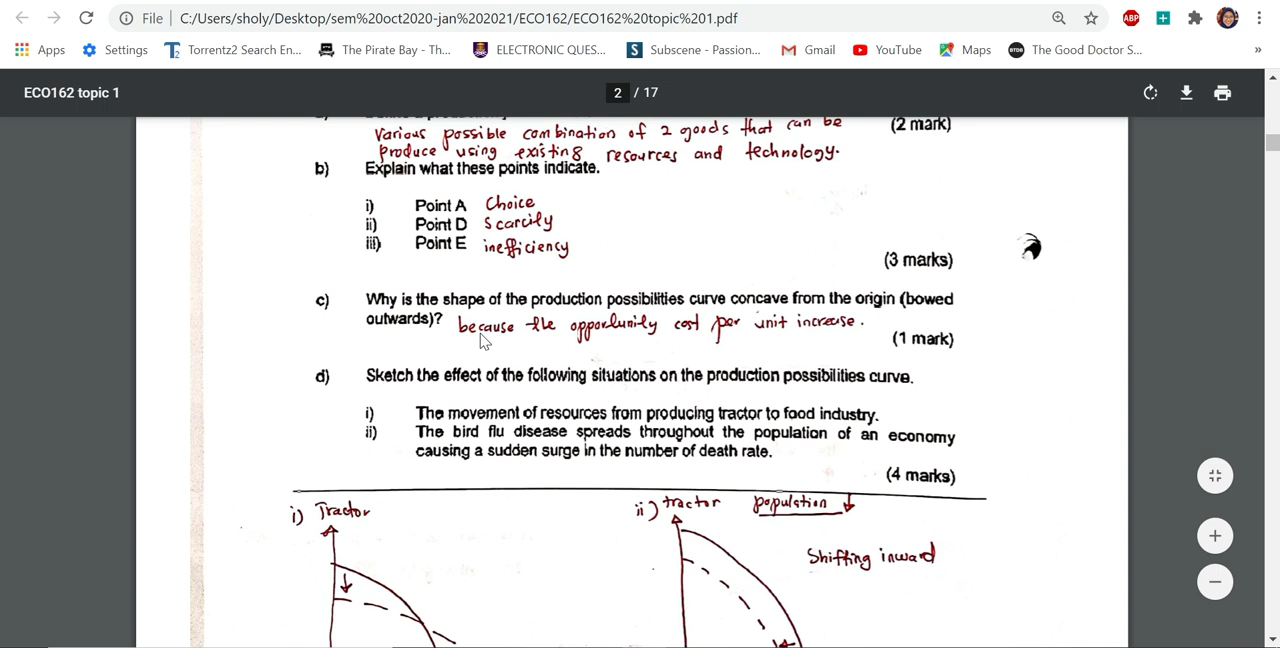 File
C:/Users/sholy/Desktop/sem%20oct2020-jan%202021/ECO162/ECO162%20topic%201.pdf
ABP
Apps Settings Torrentz2 Search En... The Pirate Bay - Th... ELECTRONIC QUES... Subscene - Passion... Gmail YouTube Maps The Good Doctor S... »
ECO162 topic 1
2 / 17
various possible combination of 2 goods that can be (2 mark)
produce using existing resources and technology.
b) Explain what these points indicate.
i) Point A Choice
ii) Point D Scarcity
iii) Point E inefficiency
(3 marks)
c) Why is the shape of the production possibilities curve concave from the origin (bowed
outwards)? because the opportunity cost per unit increase.
(1 mark)
d) Sketch the effect of the following situations on the production possibilities curve.
i) The movement of resources from producing tractor to food industry.
ii) The bird flu disease spreads throughout the population of an economy
causing a sudden surge in the number of death rate.
(4 marks)
i) Tractor
ii) tractor population ↓
Shifting inward